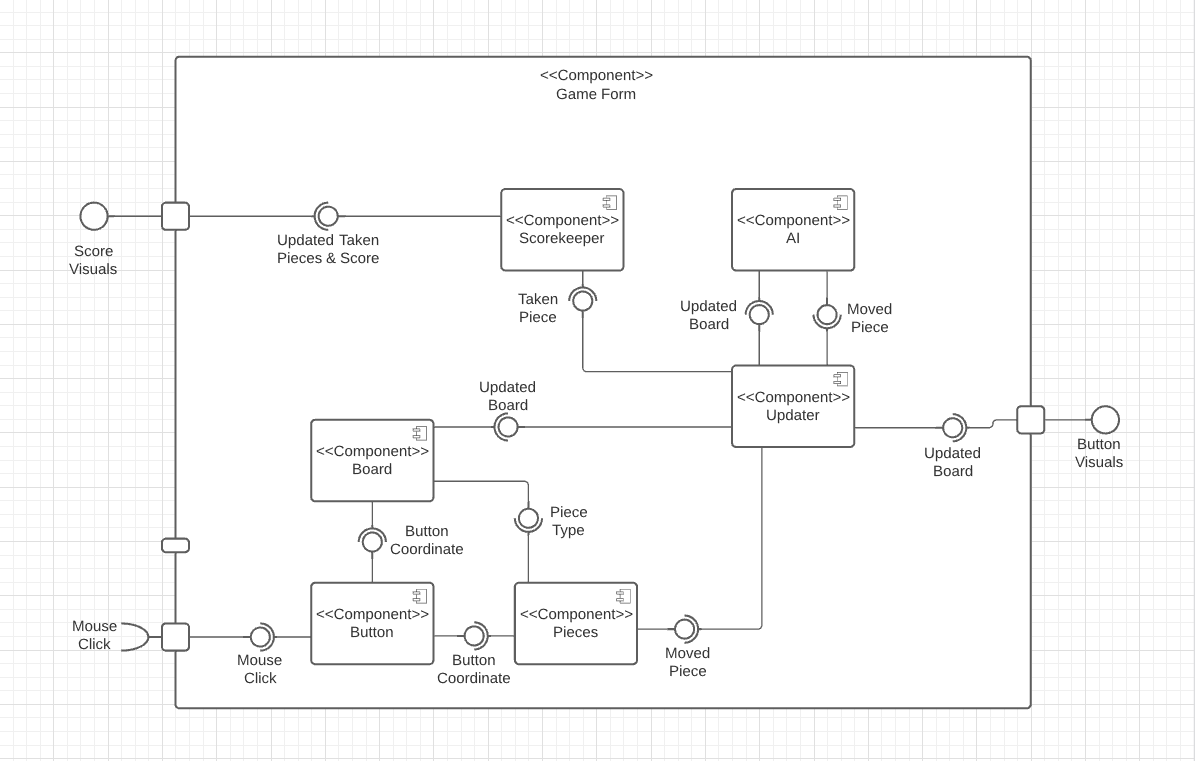 <<Component>>
Game Form
<<Component>>
Scorekeeper
<<Component>>
AI
Score
Visuals
Updated Taken
Pieces & Score
Taken
Piece
Updated
Board
Moved
Piece
Updated
Board
<<Component>>
Updater
<<Component>>
Board
Updated
Board
Button
Visuals
Piece
Type
Button
Coordinate
Mouse
Click
<<Component>>
Button
<<Component>>
Pieces
Mouse
Click
Button
Coordinate
Moved
Piece